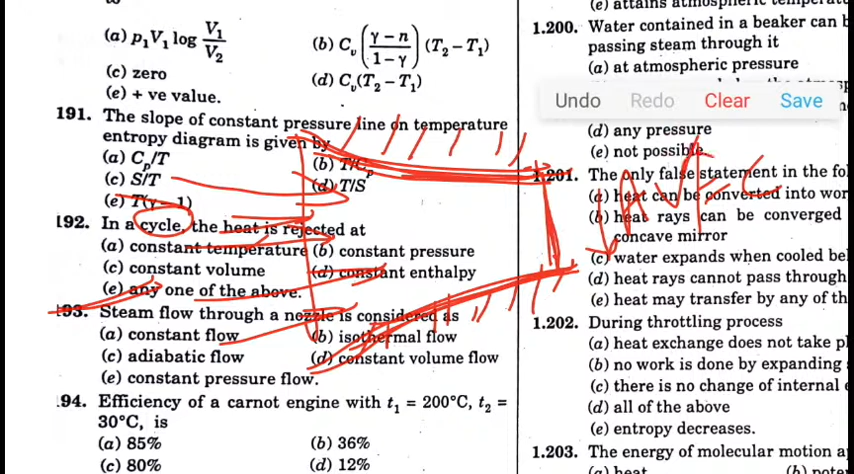 (a) p₁V₁ log V₁/V₂
(b) Cᵥ ((γ − n)/(1 − γ)) (T₂ − T₁)
(c) zero
(d) Cᵥ(T₂ − T₁)
(e) + ve value.
191. The slope of constant pressure line on temperature
entropy diagram is given by
(a) Cₚ/T
(b) T/Cₚ
(c) S/T
(d) T/S
(e) T(γ − 1)
192. In a cycle, the heat is rejected at
(a) constant temperature (b) constant pressure
(c) constant volume
(d) constant enthalpy
(e) any one of the above.
193. Steam flow through a nozzle is considered as
(a) constant flow
(b) isothermal flow
(c) adiabatic flow
(d) constant volume flow
(e) constant pressure flow.
94. Efficiency of a carnot engine with t₁ = 200°C, t₂ =
30°C, is
(a) 85%
(b) 36%
(c) 80%
(d) 12%
1.200. Water contained in a beaker can
passing steam through it
(a) at atmospheric pressure
Undo Redo Clear Save
(d) any pressure
(e) not possible.
1.201. The only false statement in the fo
(a) heat can be converted into wor
(b) heat rays can be converged
concave mirror
(c) water expands when cooled be
(d) heat rays cannot pass through
(e) heat may transfer by any of th
1.202. During throttling process
(a) heat exchange does not take pl
(b) no work is done by expanding
(c) there is no change of internal
(d) all of the above
(e) entropy decreases.
1.203. The energy of molecular motion a
(a) heat